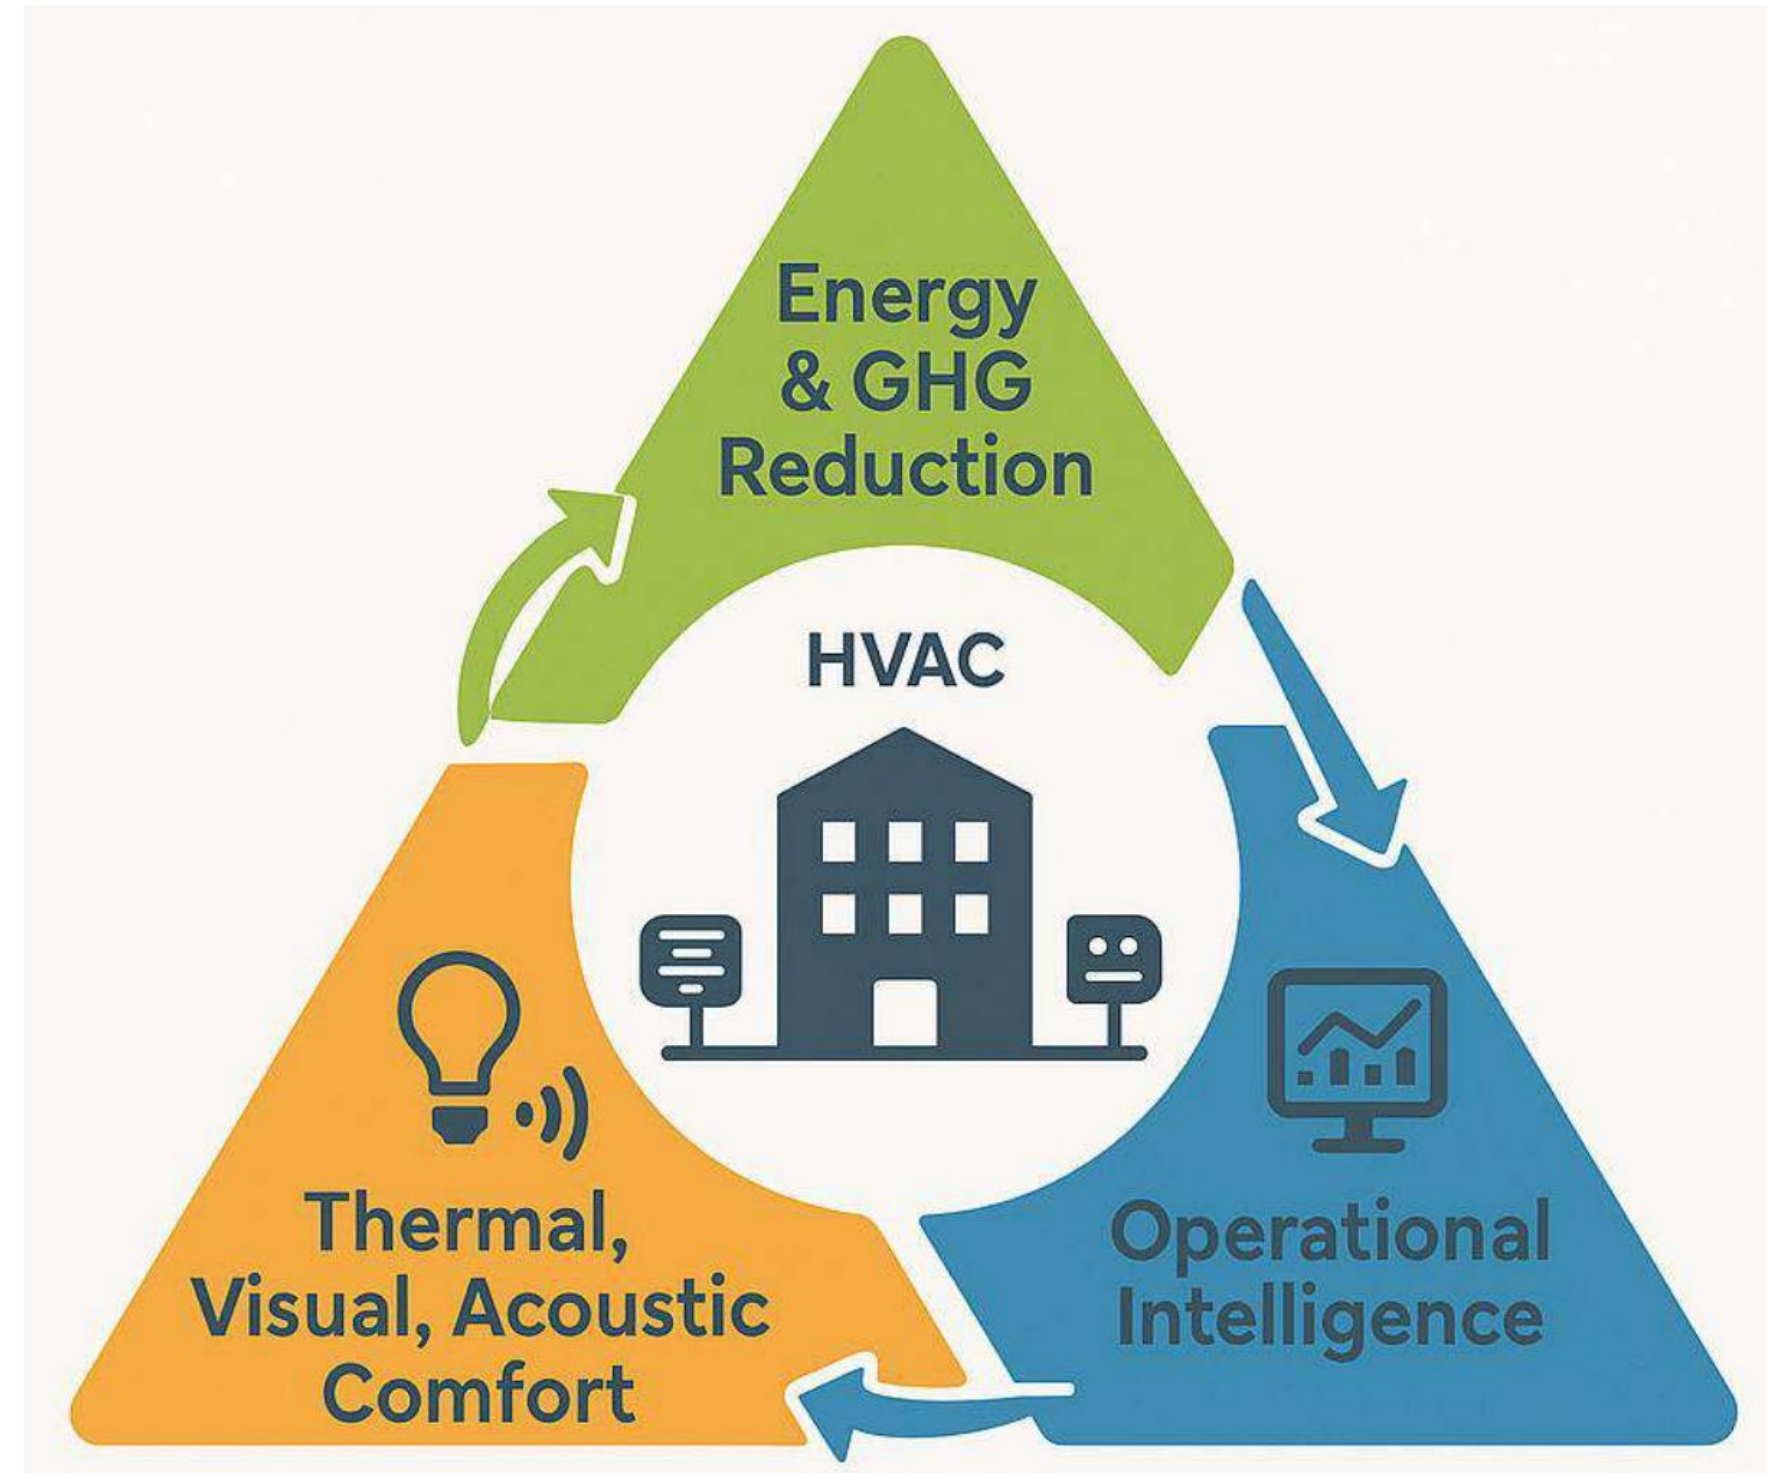 Energy
& GHG
Reduction
HVAC
Thermal,
Visual, Acoustic
Comfort
Operational
Intelligence